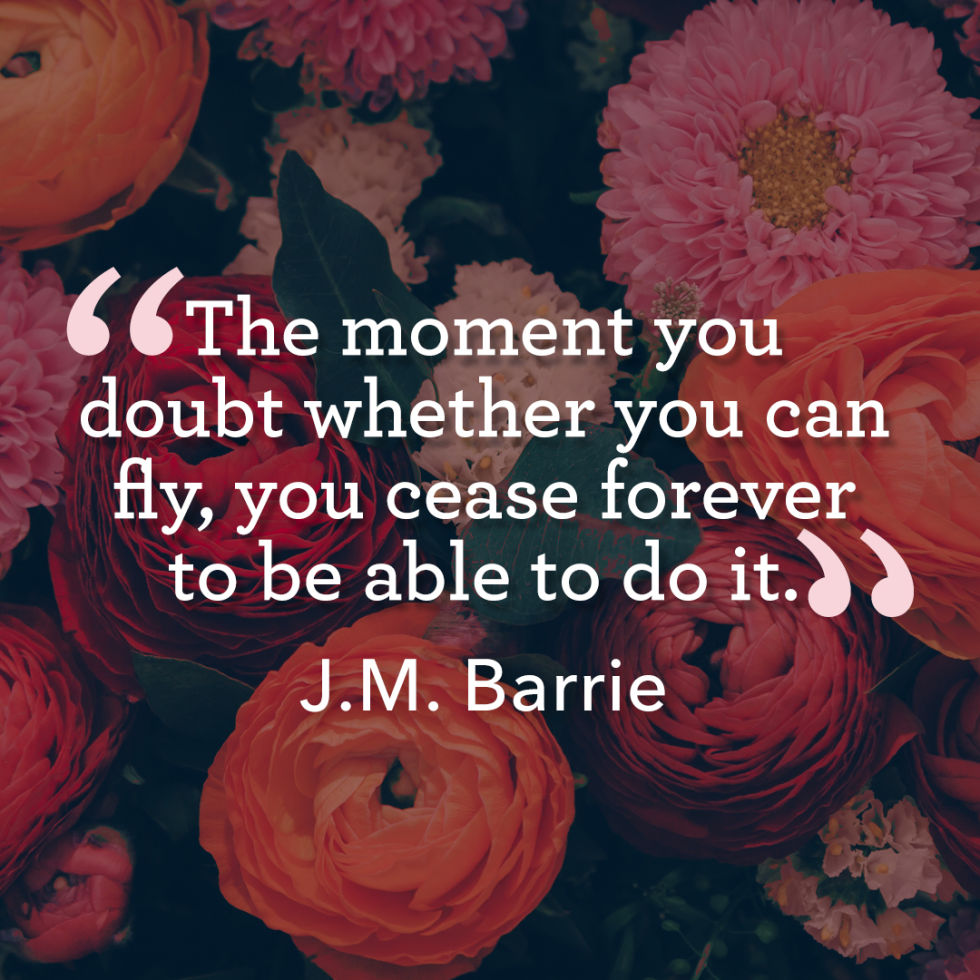 “The moment you
doubt whether you can
fly, you cease forever
to be able to do it.”
J.M. Barrie